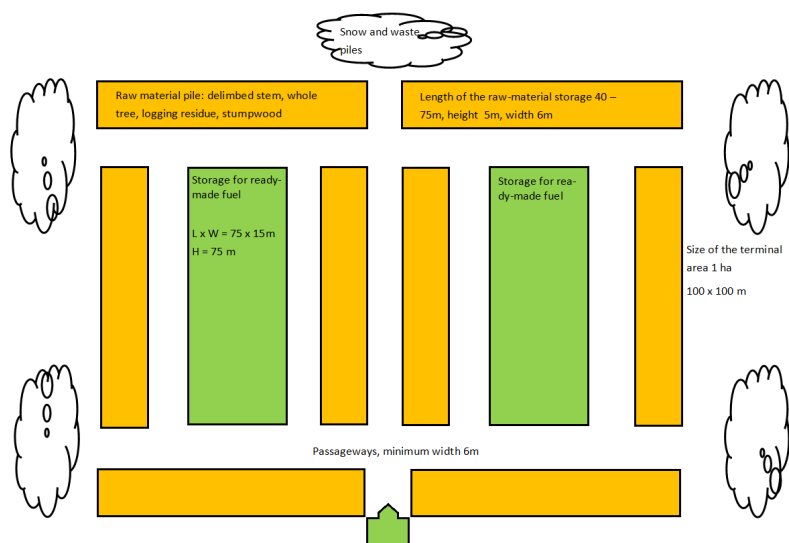 Snow and waste
piles
Raw material pile: delimbed stem, whole
tree, logging residue, stumpwood
Length of the raw-material storage 40 –
75m, height 5m, width 6m
Storage for ready-
made fuel
L x W = 75 x 15m
H = 75 m
Storage for rea-
dy-made fuel
Size of the terminal
area 1 ha
100 x 100 m
Passageways, minimum width 6m